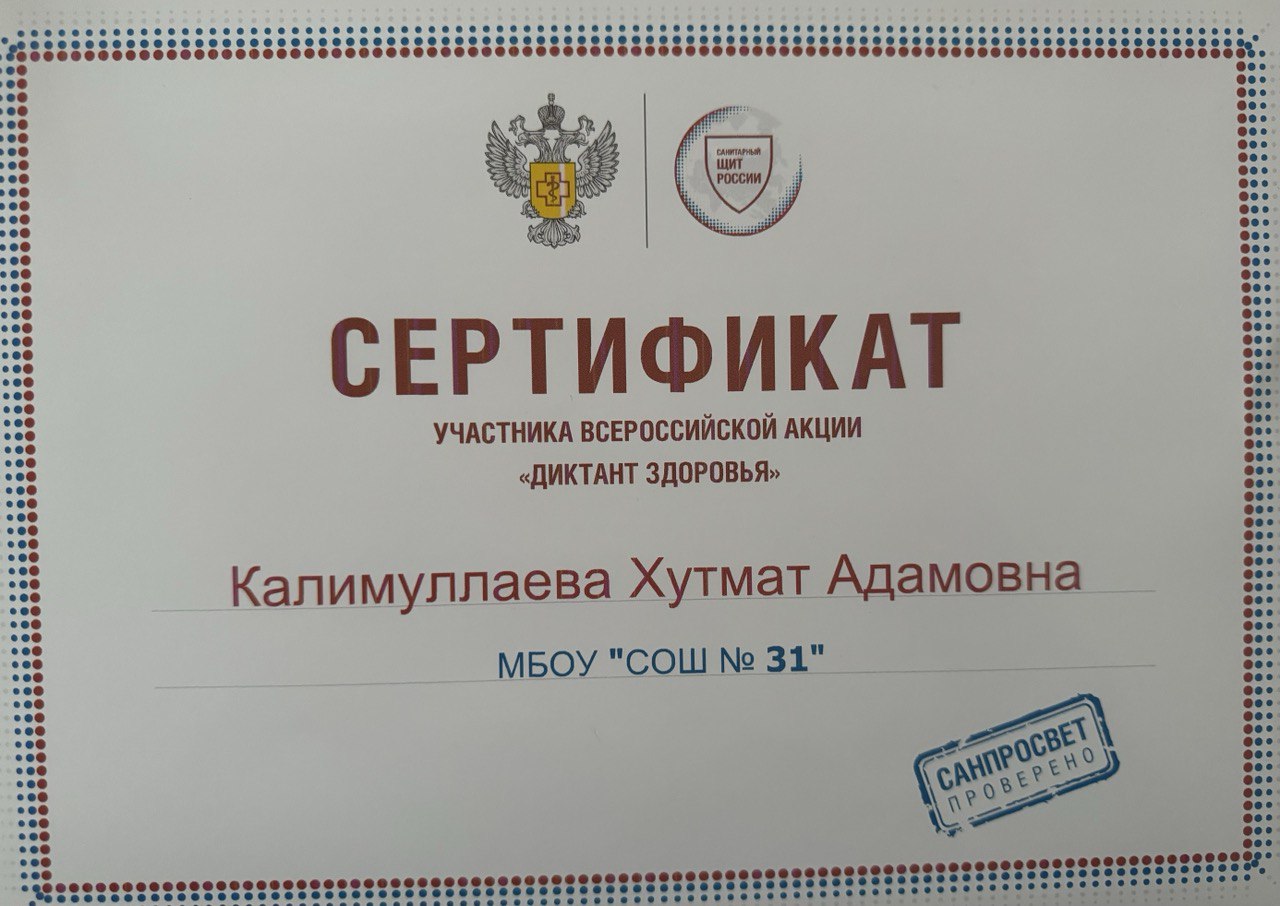 САНИТАРНЫЙ
ЩИТ
РОССИИ
СЕРТИФИКАТ
УЧАСТНИКА ВСЕРОССИЙСКОЙ АКЦИИ
«ДИКТАНТ ЗДОРОВЬЯ»
Калимуллаева Хутмат Адамовна
МБОУ "СОШ № 31"
САНПРОСВЕТ
ПРОВЕРЕНО